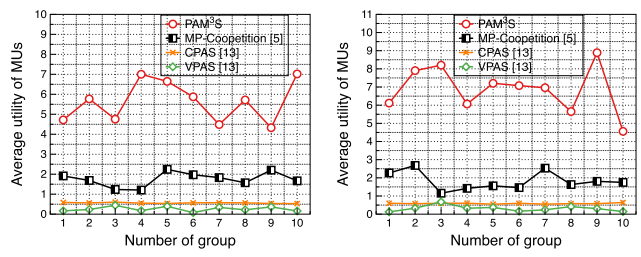 PAM³S
MP-Coopetition [5]
CPAS [13]
VPAS [13]
Average utility of MUs
10
9
8
7
6
5
4
3
2
1
0
1 2 3 4 5 6 7 8 9 10
Number of group
PAM³S
MP-Coopetition [5]
CPAS [13]
VPAS [13]
Average utility of MUs
11
10
9
8
7
6
5
4
3
2
1
0
1 2 3 4 5 6 7 8 9 10
Number of group